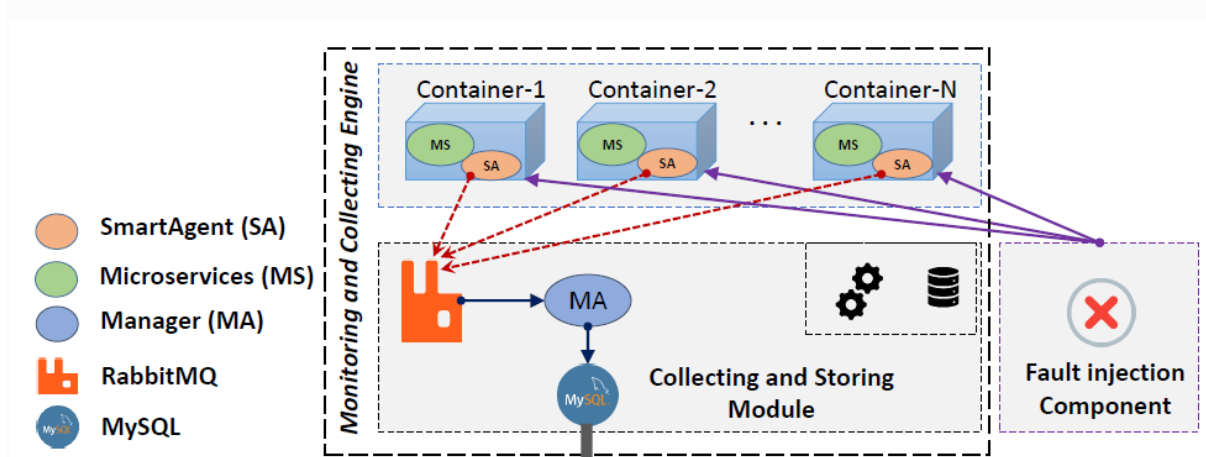 Monitoring and Collecting Engine
Container-1
Container-2
...
Container-N
MS
SA
MS
SA
MS
SA
SmartAgent (SA)
Microservices (MS)
Manager (MA)
RabbitMQ
MySQL
MySQL
MA
MySQL
Collecting and Storing
Module
Fault injection
Component